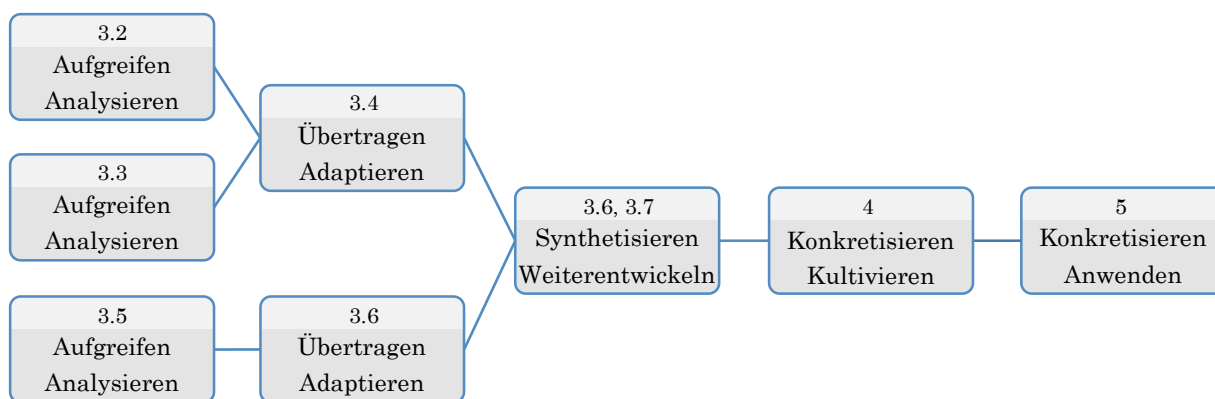 3.2
Aufgreifen
Analysieren
3.3
Aufgreifen
Analysieren
3.4
Übertragen
Adaptieren
3.5
Aufgreifen
Analysieren
3.6
Übertragen
Adaptieren
3.6, 3.7
Synthetisieren
Weiterentwickeln
4
Konkretisieren
Kultivieren
5
Konkretisieren
Anwenden